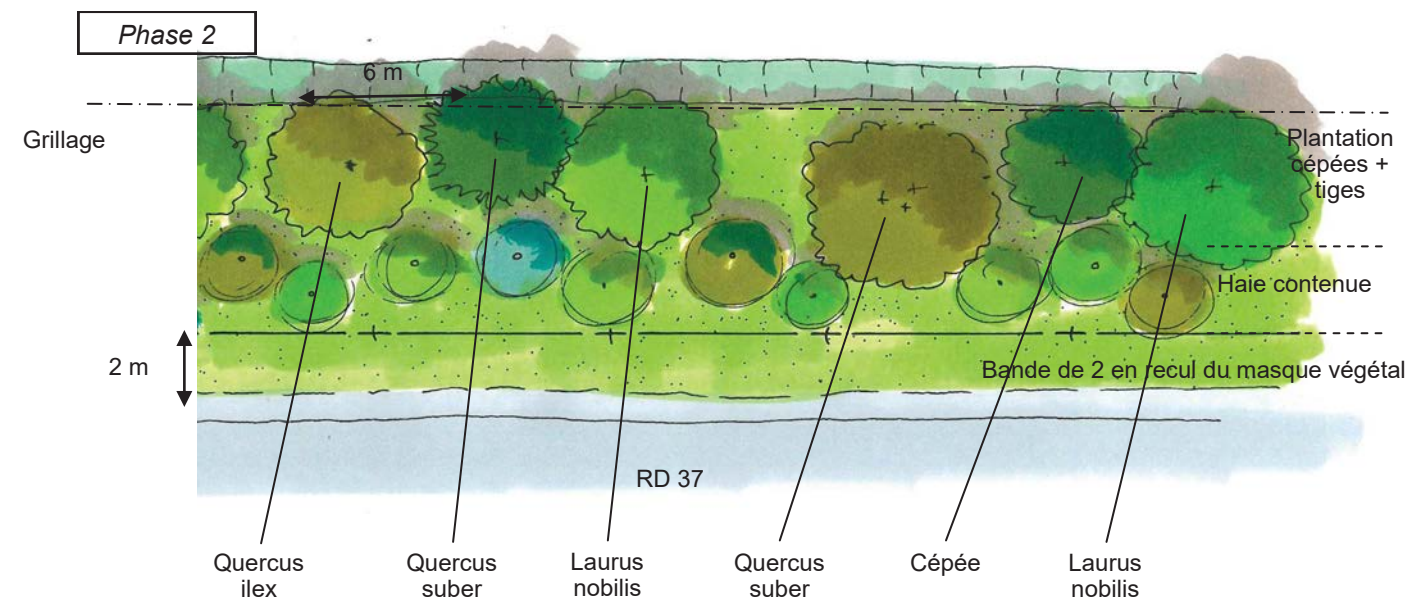 Phase 2
6 m
Grillage
Plantation
cépées +
tiges
Haie contenue
2 m
Bande de 2 en recul du masque végétal
RD 37
Quercus
ilex
Quercus
suber
Laurus
nobilis
Quercus
suber
Cépée
Laurus
nobilis